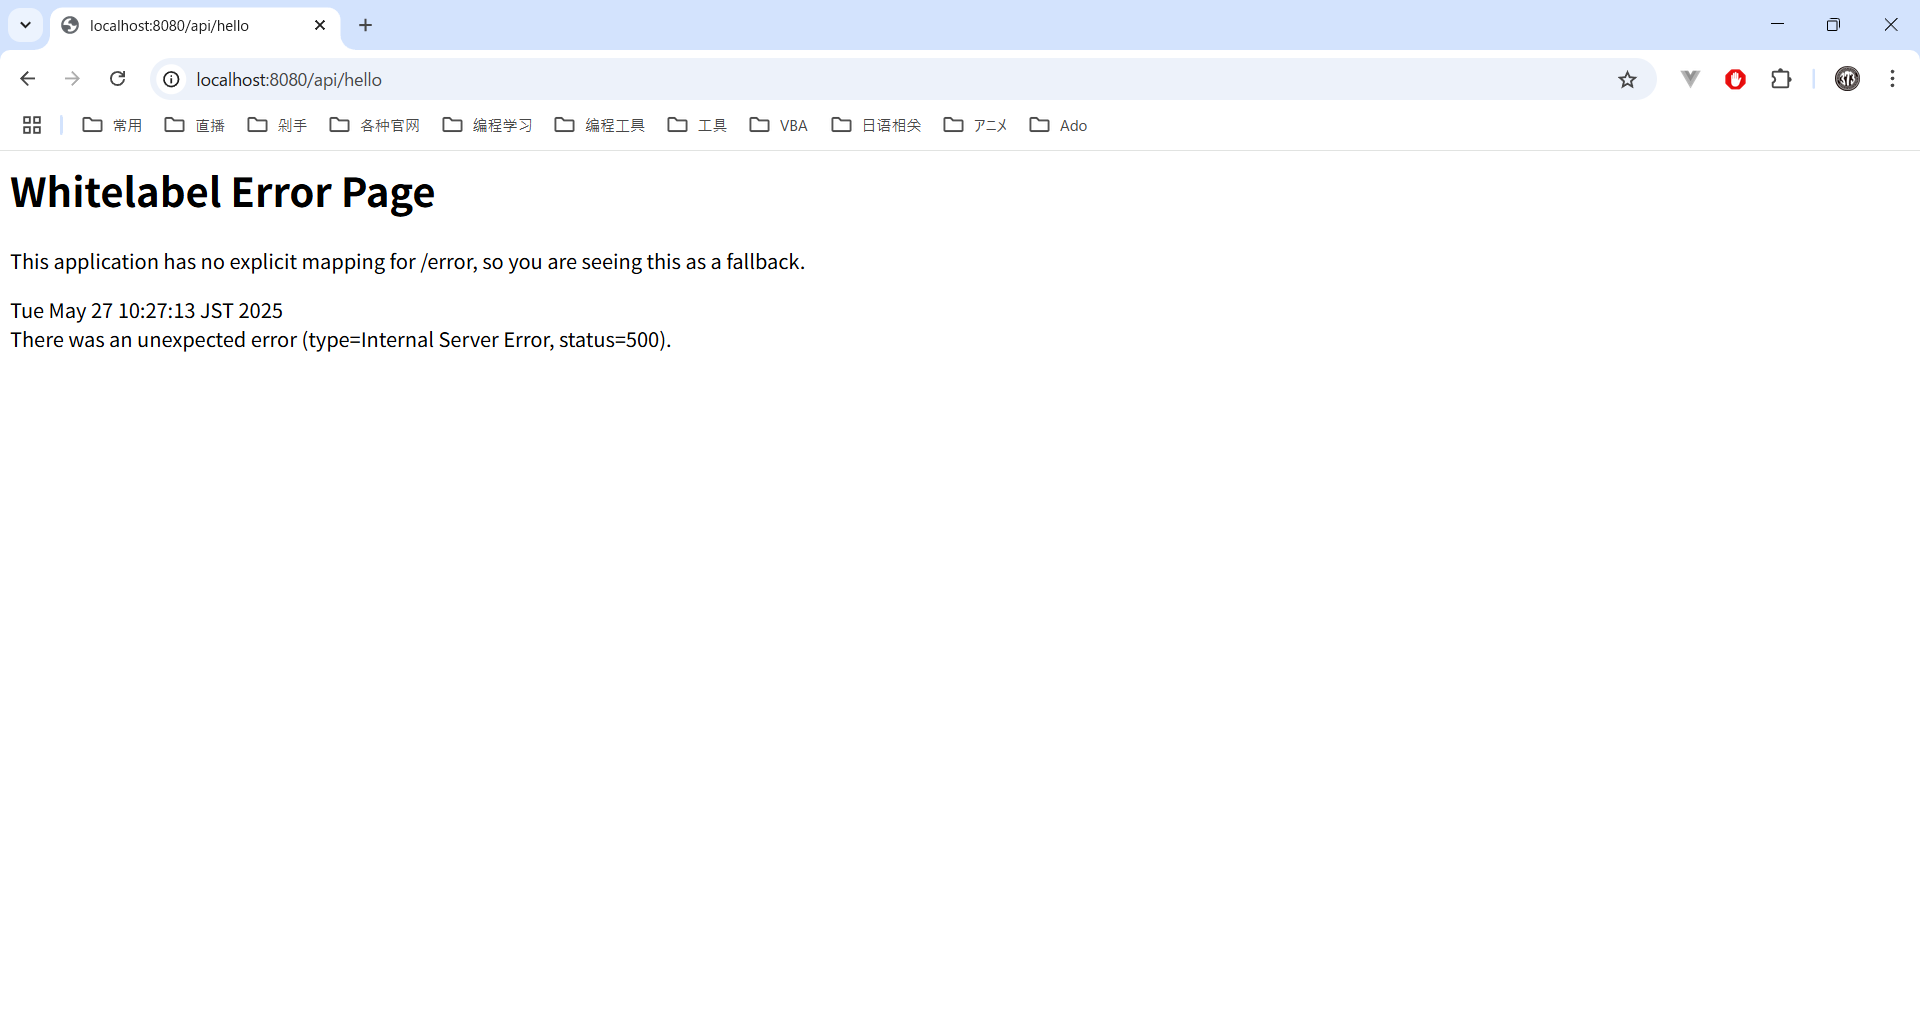 localhost:8080/api/hello
localhost:8080/api/hello
常用 直播 剁手 各种官网 编程学习 编程工具 工具 VBA 日语相关 アニメ Ado
Whitelabel Error Page
This application has no explicit mapping for /error, so you are seeing this as a fallback.
Tue May 27 10:27:13 JST 2025
There was an unexpected error (type=Internal Server Error, status=500).